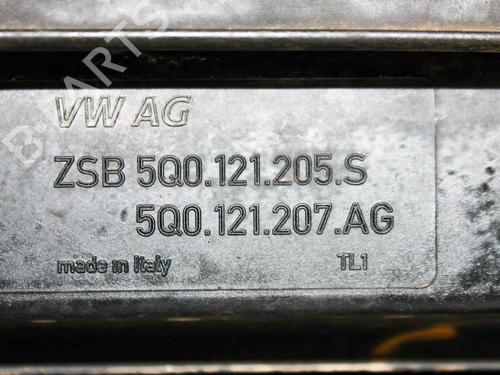 VW AG
ZSB 5Q0.121.205.S
5Q0.121.207.AG
made in Italy
TL1